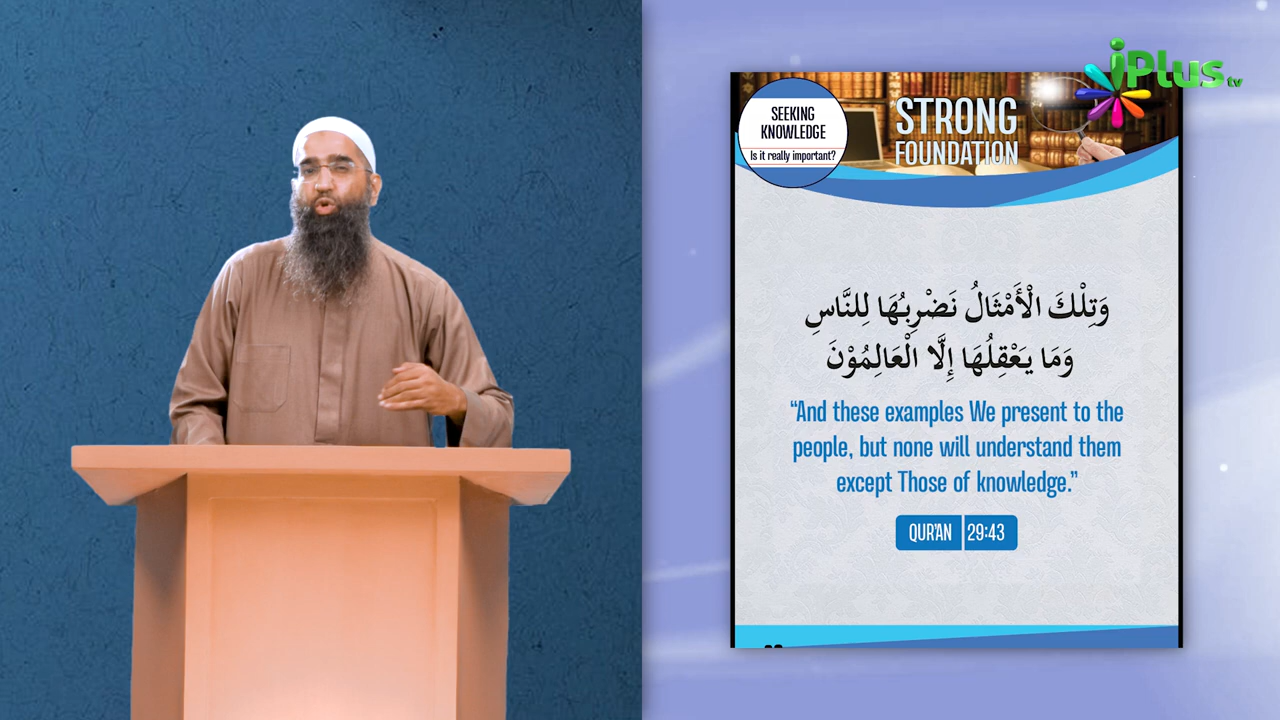 iPlus tv
SEEKING
KNOWLEDGE
Is it really important?
STRONG
FOUNDATION
وَتِلْكَ الْأَمْثَالُ نَضْرِبُهَا لِلنَّاسِ
وَمَا يَعْقِلُهَا إِلَّا الْعَالِمُوْنَ
“And these examples We present to the
people, but none will understand them
except Those of knowledge.”
QUR'AN 29:43